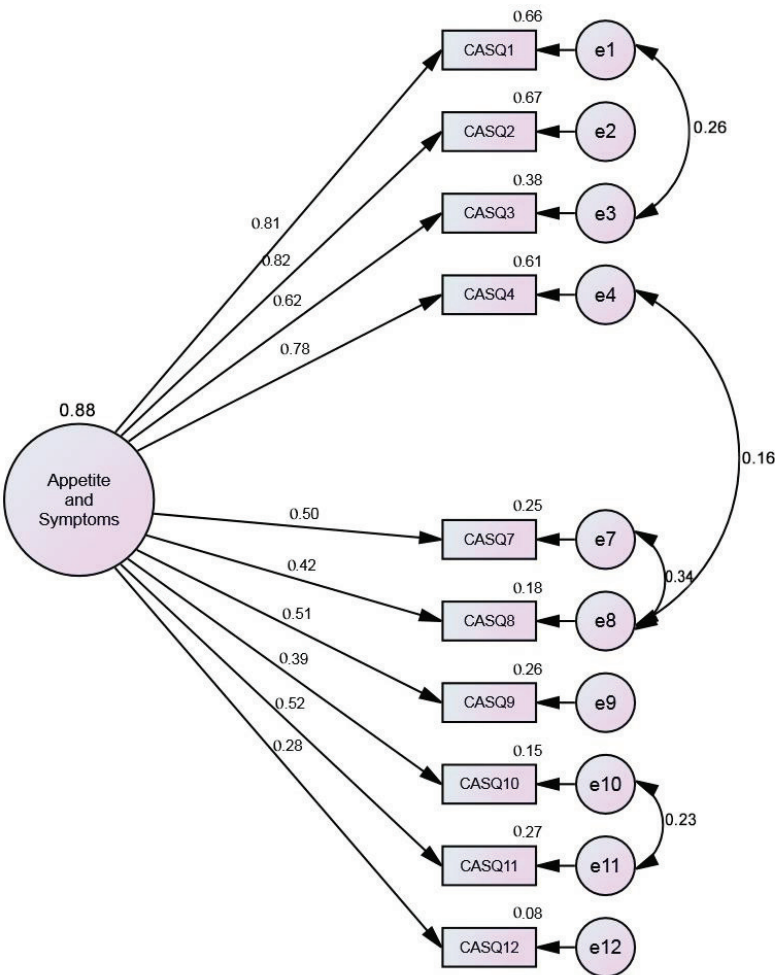 0.66
CASQ1
e1
0.67
CASQ2
e2
0.26
0.38
CASQ3
e3
0.81
0.82
0.61
CASQ4
e4
0.62
0.78
0.88
Appetite
and
Symptoms
0.16
0.50
0.25
CASQ7
e7
0.42
0.34
0.18
CASQ8
e8
0.51
0.26
CASQ9
e9
0.39
0.52
0.28
0.15
CASQ10
e10
0.23
0.27
CASQ11
e11
0.08
CASQ12
e12